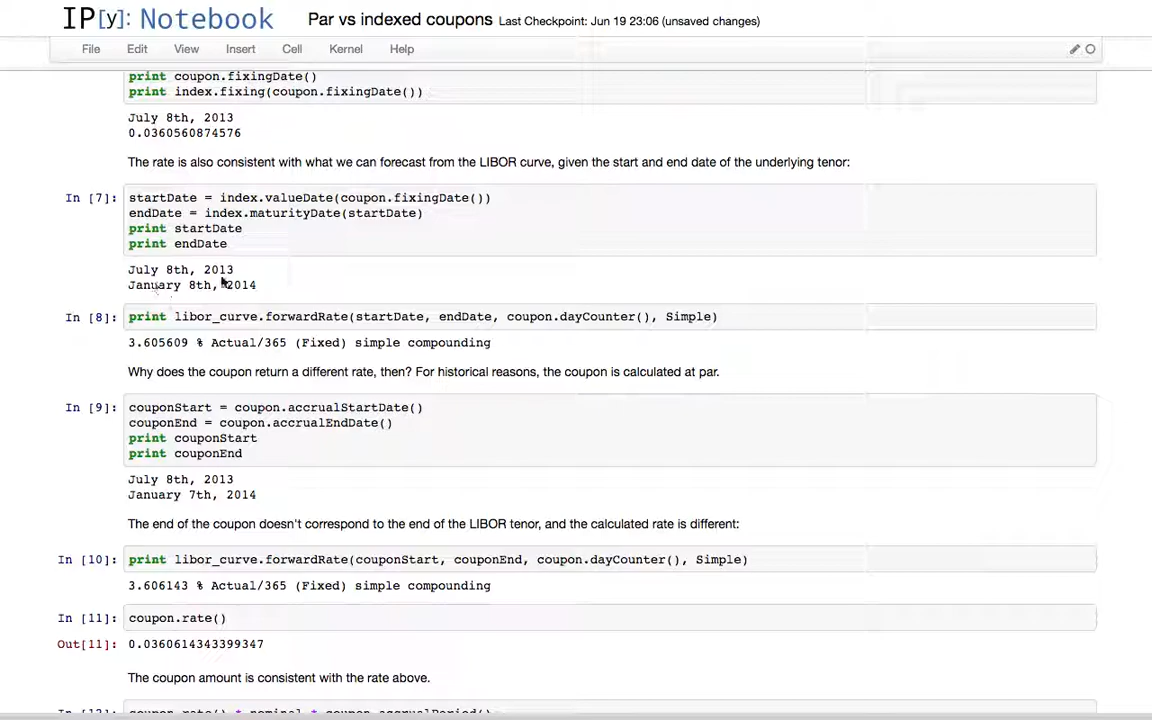 IP[y]: Notebook
Par vs indexed coupons Last Checkpoint: Jun 19 23:06 (unsaved changes)
File Edit View Insert Cell Kernel Help
print coupon.fixingDate()
print index.fixing(coupon.fixingDate())
July 8th, 2013
0.0360560874576
The rate is also consistent with what we can forecast from the LIBOR curve, given the start and end date of the underlying tenor:
In [7]: startDate = index.valueDate(coupon.fixingDate())
endDate = index.maturityDate(startDate)
print startDate
print endDate
July 8th, 2013
January 8th, 2014
In [8]: print libor_curve.forwardRate(startDate, endDate, coupon.dayCounter(), Simple)
3.605609 % Actual/365 (Fixed) simple compounding
Why does the coupon return a different rate, then? For historical reasons, the coupon is calculated at par.
In [9]: couponStart = coupon.accrualStartDate()
couponEnd = coupon.accrualEndDate()
print couponStart
print couponEnd
July 8th, 2013
January 7th, 2014
The end of the coupon doesn't correspond to the end of the LIBOR tenor, and the calculated rate is different:
In [10]: print libor_curve.forwardRate(couponStart, couponEnd, coupon.dayCounter(), Simple)
3.606143 % Actual/365 (Fixed) simple compounding
In [11]: coupon.rate()
Out[11]: 0.0360614343399347
The coupon amount is consistent with the rate above.
In [12]: coupon.rate() * nominal * coupon.accrualPeriod()